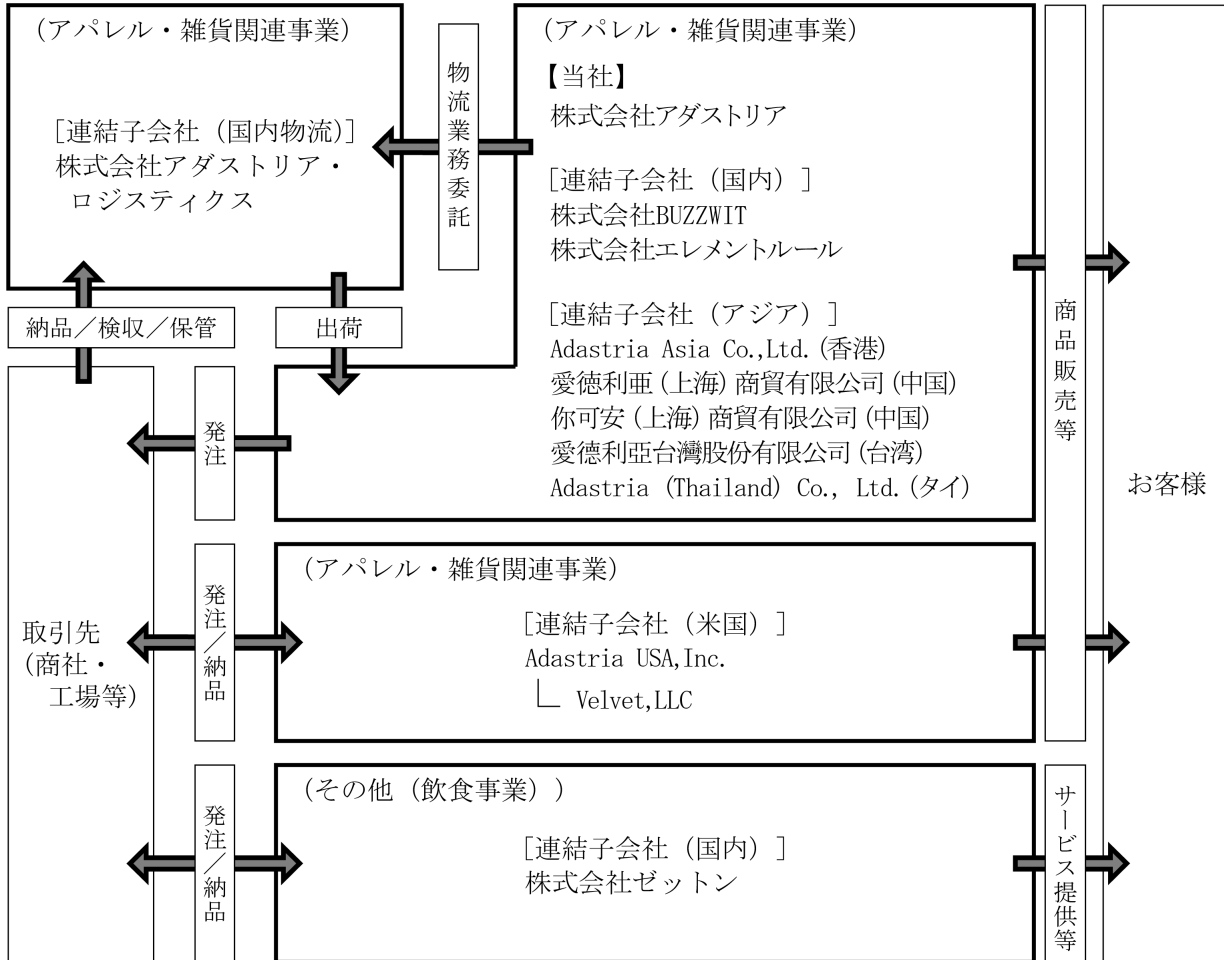 (アパレル・雑貨関連事業)
[連結子会社（国内物流）]
株式会社アダストリア・
ロジスティクス
物流業務委託
(アパレル・雑貨関連事業)
【当社】
株式会社アダストリア
[連結子会社（国内）]
株式会社BUZZWIT
株式会社エレメントルール
[連結子会社（アジア）]
Adastria Asia Co.,Ltd.(香港)
愛徳利亜(上海)商貿有限公司(中国)
你可安(上海)商貿有限公司(中国)
愛德利亞台灣股份有限公司(台湾)
Adastria (Thailand) Co., Ltd.(タイ)
納品／検収／保管
出荷
発注
商品販売等
お客様
取引先
(商社・
工場等)
発注／納品
(アパレル・雑貨関連事業)
[連結子会社（米国）]
Adastria USA,Inc.
Velvet,LLC
発注／納品
(その他（飲食事業）)
[連結子会社（国内）]
株式会社ゼットン
サービス提供等